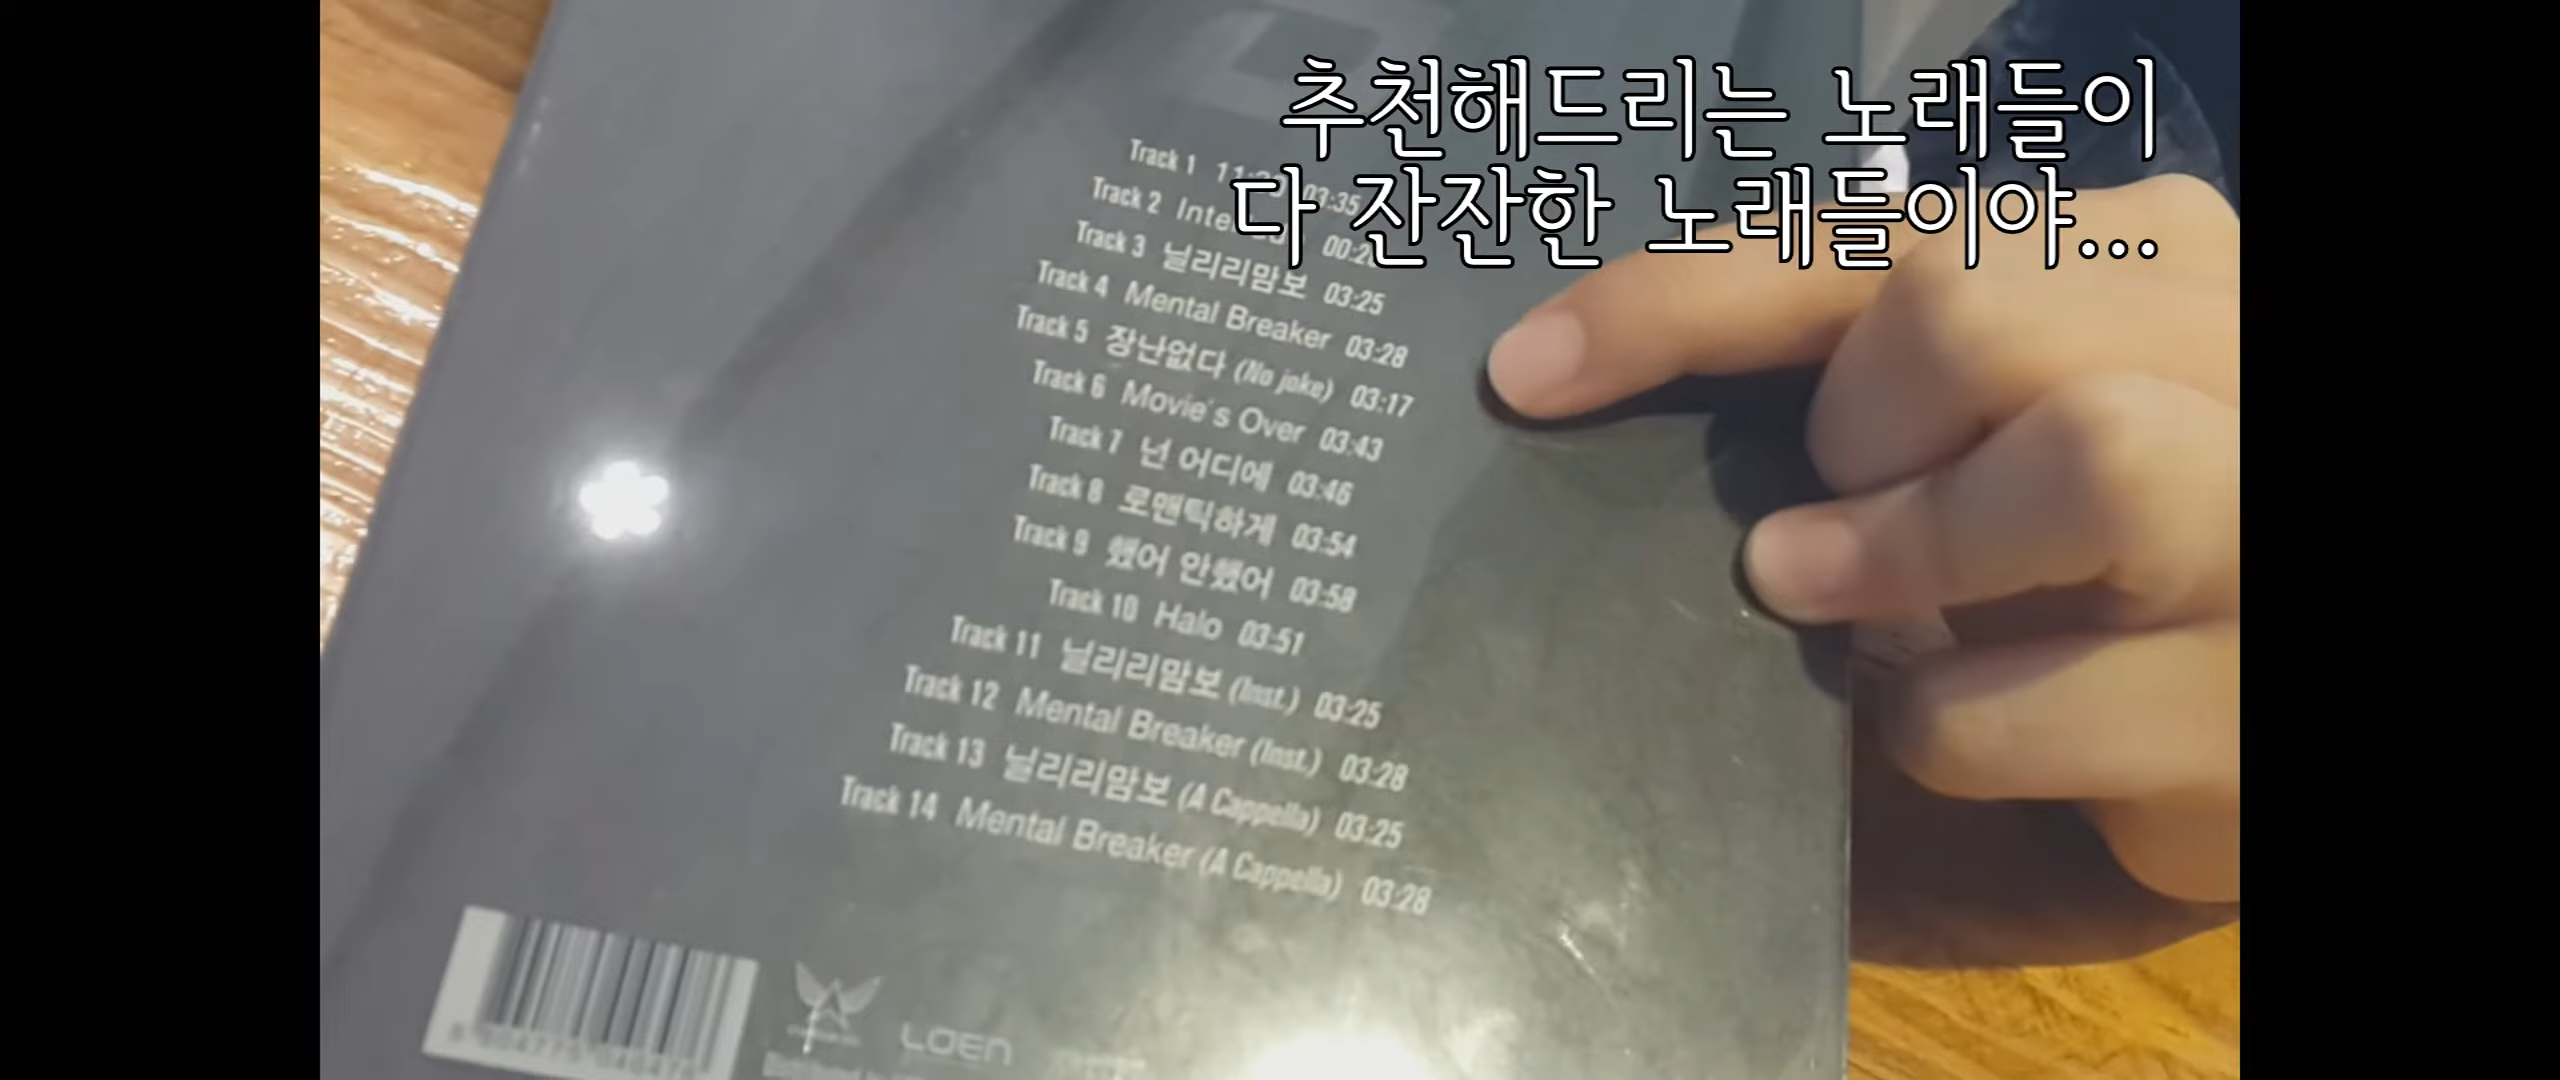 추천해드리는 노래들이
다 잔잔한 노래들이야...
Track 1 03:35
Track 2
Track 3 닐리리맘보 03:25
Track 4 Mental Breaker 03:28
Track 5 장난없다 (No joke) 03:17
Track 6 Movie's Over 03:43
Track 7 넌 어디에 03:46
Track 8 로맨틱하게 03:54
Track 9 했어 안했어 03:58
Track 10 Halo 03:51
Track 11 닐리리맘보 (Inst.) 03:25
Track 12 Mental Breaker (Inst.) 03:28
Track 13 닐리리맘보 (A Cappella) 03:25
Track 14 Mental Breaker (A Cappella) 03:28
LOEN